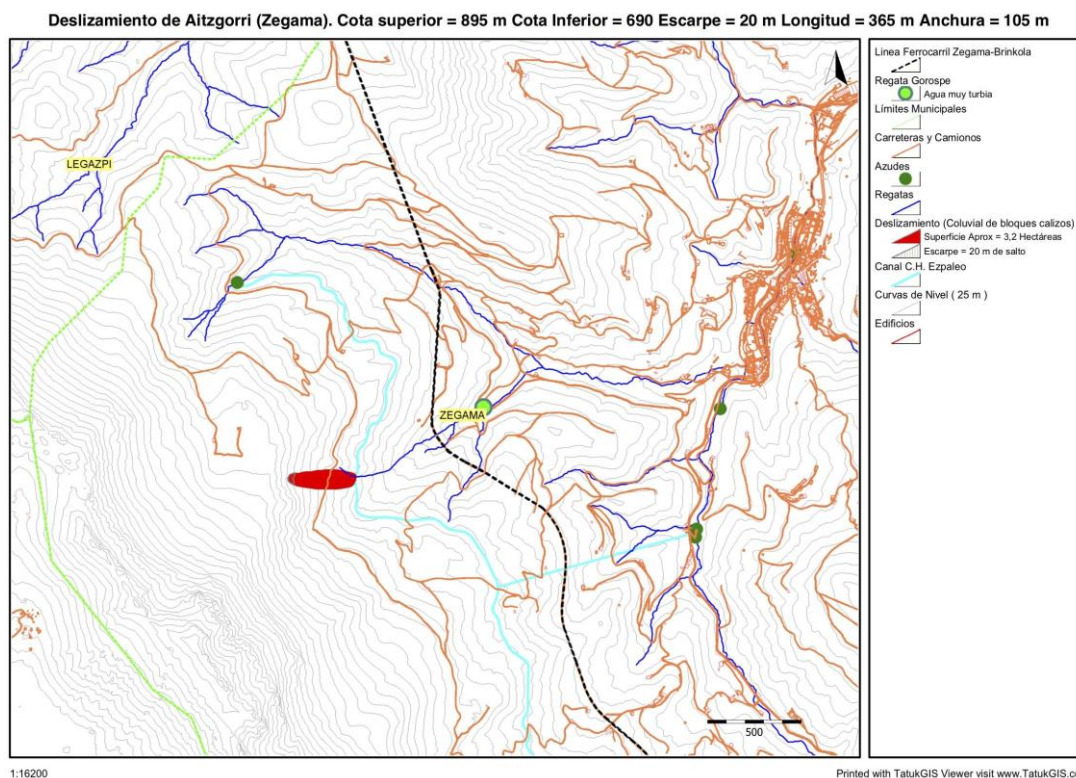 Deslizamiento de Aitzgorri (Zegama). Cota superior = 895 m Cota Inferior = 690 Escarpe = 20 m Longitud = 365 m Anchura = 105 m
LEGAZPI
ZEGAMA
500
Linea Ferrocarril Zegama-Brinkola
Regata Gorospe
Agua muy turbia
Límites Municipales
Carreteras y Camionos
Azudes
Regatas
Deslizamiento (Coluvial de bloques calizos)
Superficie Aprox = 3,2 Hectáreas
Escarpe = 20 m de salto
Canal C.H. Ezpaleo
Curvas de Nivel ( 25 m )
Edificios
1:16200
Printed with TatukGIS Viewer visit www.TatukGIS.co